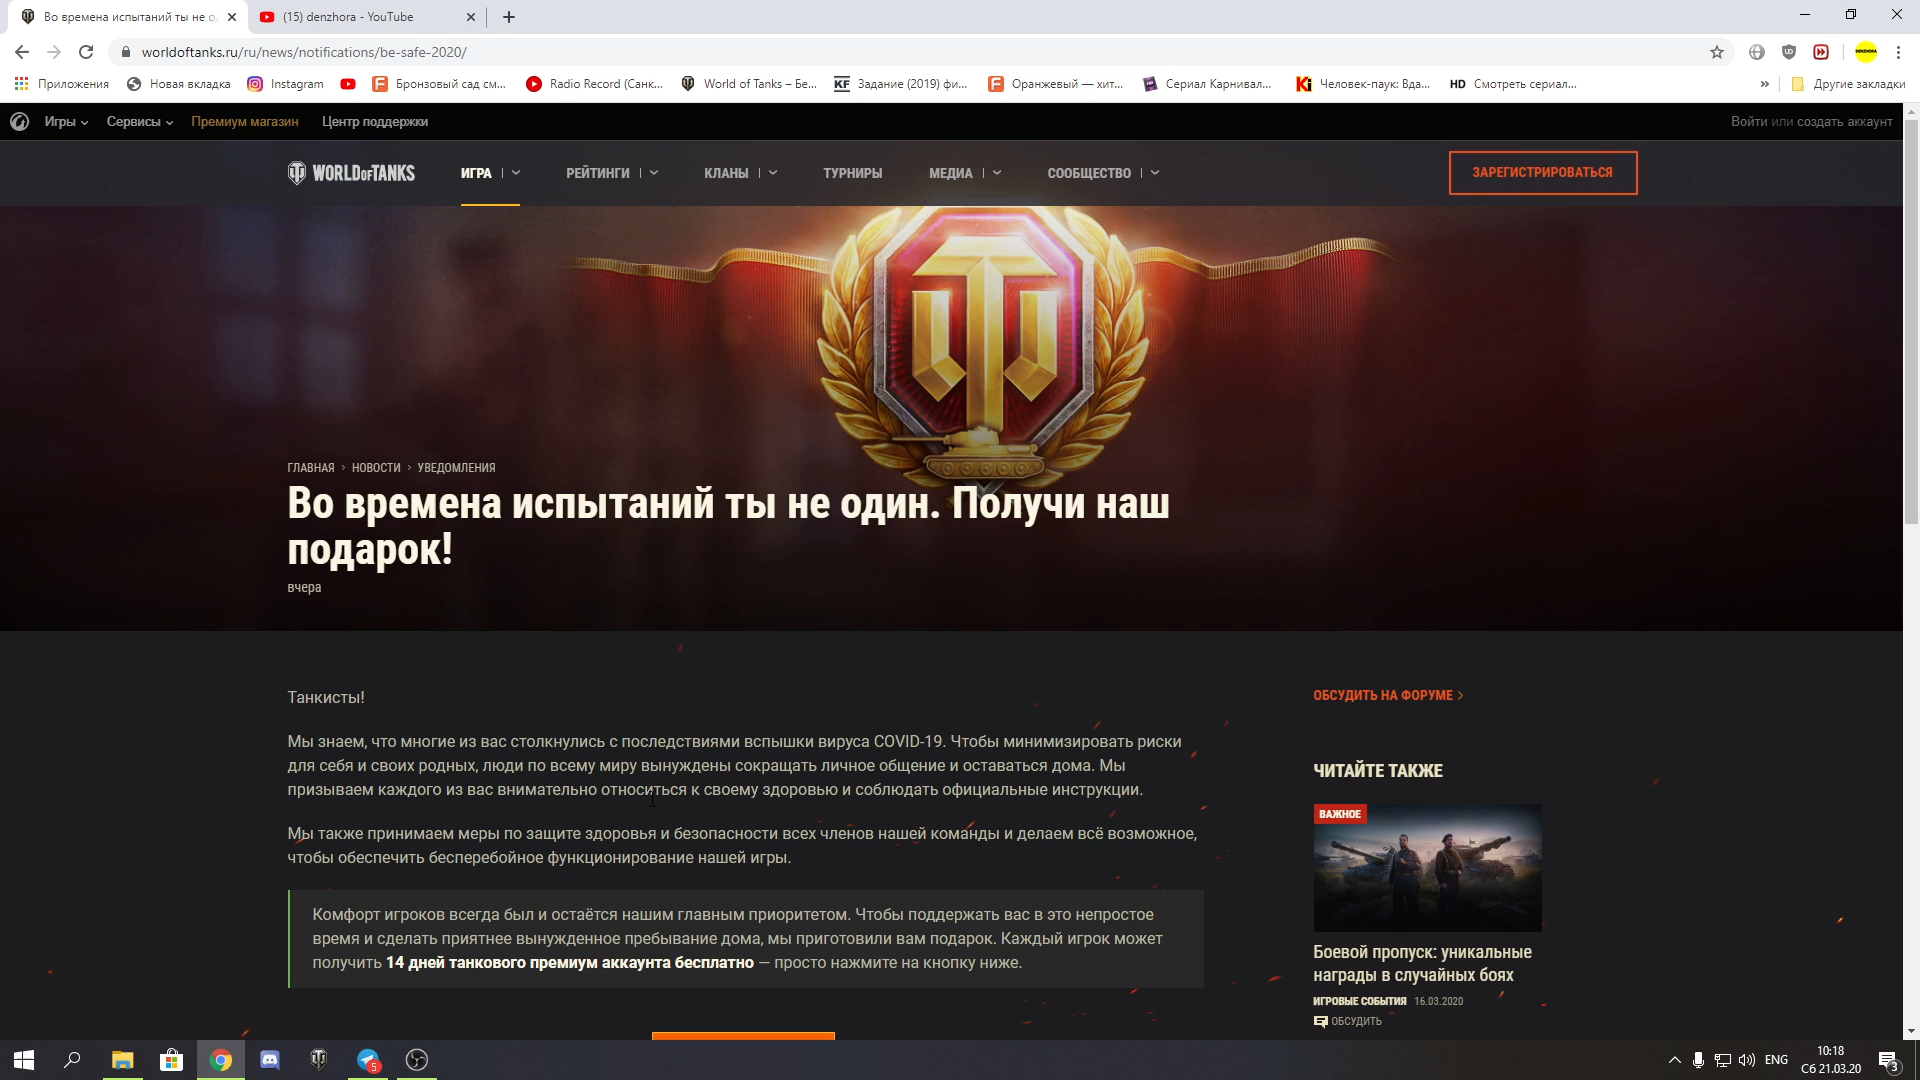 Во времена испытаний ты не о
(15) denzhora - YouTube
worldoftanks.ru/ru/news/notifications/be-safe-2020/
Приложения
Новая вкладка
Instagram
Бронзовый сад см...
Radio Record (Санк...
World of Tanks – Бе...
KF Задание (2019) фи...
Оранжевый — хит...
Сериал Карнивал...
Ki Человек-паук: Вда...
HD Смотреть сериал...
» Другие закладки
Игры
Сервисы
Премиум магазин
Центр поддержки
Войти или создать аккаунт
WORLD OF TANKS
ИГРА
РЕЙТИНГИ
КЛАНЫ
ТУРНИРЫ
МЕДИА
СООБЩЕСТВО
ЗАРЕГИСТРИРОВАТЬСЯ
ГЛАВНАЯ › НОВОСТИ › УВЕДОМЛЕНИЯ
Во времена испытаний ты не один. Получи наш
подарок!
вчера
Танкисты!
Мы знаем, что многие из вас столкнулись с последствиями вспышки вируса COVID-19. Чтобы минимизировать риски
для себя и своих родных, люди по всему миру вынуждены сокращать личное общение и оставаться дома. Мы
призываем каждого из вас внимательно относиться к своему здоровью и соблюдать официальные инструкции.
Мы также принимаем меры по защите здоровья и безопасности всех членов нашей команды и делаем всё возможное,
чтобы обеспечить бесперебойное функционирование нашей игры.
Комфорт игроков всегда был и остаётся нашим главным приоритетом. Чтобы поддержать вас в это непростое
время и сделать приятнее вынужденное пребывание дома, мы приготовили вам подарок. Каждый игрок может
получить 14 дней танкового премиум аккаунта бесплатно — просто нажмите на кнопку ниже.
ОБСУДИТЬ НА ФОРУМЕ ›
ЧИТАЙТЕ ТАКЖЕ
ВАЖНОЕ
Боевой пропуск: уникальные
награды в случайных боях
ИГРОВЫЕ СОБЫТИЯ 16.03.2020
ОБСУДИТЬ
5
ENG
10:18
Сб 21.03.20
3